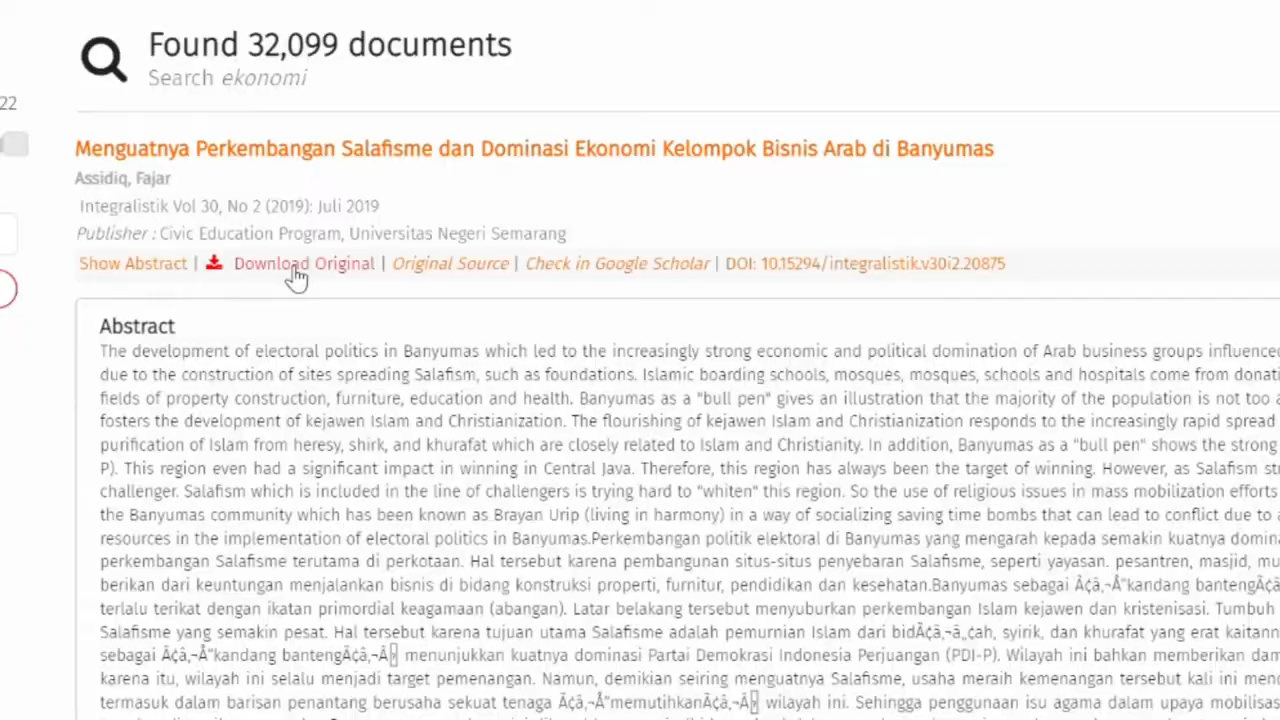 Found 32,099 documents
Search ekonomi
22
Menguatnya Perkembangan Salafisme dan Dominasi Ekonomi Kelompok Bisnis Arab di Banyumas
Assidiq, Fajar
Integralistik Vol 30, No 2 (2019): Juli 2019
Publisher : Civic Education Program, Universitas Negeri Semarang
Show Abstract | Download Original | Original Source | Check in Google Scholar | DOI: 10.15294/integralistik.v30i2.20875
Abstract
The development of electoral politics in Banyumas which led to the increasingly strong economic and political domination of Arab business groups influence
due to the construction of sites spreading Salafism, such as foundations. Islamic boarding schools, mosques, mosques, schools and hospitals come from donati
fields of property construction, furniture, education and health. Banyumas as a "bull pen" gives an illustration that the majority of the population is not too a
fosters the development of kejawen Islam and Christianization. The flourishing of kejawen Islam and Christianization responds to the increasingly rapid spread
purification of Islam from heresy, shirk, and khurafat which are closely related to Islam and Christianity. In addition, Banyumas as a "bull pen" shows the strong
P). This region even had a significant impact in winning in Central Java. Therefore, this region has always been the target of winning. However, as Salafism st
challenger. Salafism which is included in the line of challengers is trying hard to "whiten" this region. So the use of religious issues in mass mobilization efforts
the Banyumas community which has been known as Brayan Urip (living in harmony) in a way of socializing saving time bombs that can lead to conflict due to a
resources in the implementation of electoral politics in Banyumas.Perkembangan politik elektoral di Banyumas yang mengarah kepada semakin kuatnya domina
perkembangan Salafisme terutama di perkotaan. Hal tersebut karena pembangunan situs-situs penyebaran Salafisme, seperti yayasan. pesantren, masjid, mu
berikan dari keuntungan menjalankan bisnis di bidang konstruksi properti, furnitur, pendidikan dan kesehatan.Banyumas sebagai Ã¢â‚¬Å"kandang bantengÃ¢â
terlalu terikat dengan ikatan primordial keagamaan (abangan). Latar belakang tersebut menyuburkan perkembangan Islam kejawen dan kristenisasi. Tumbuh
Salafisme yang semakin pesat. Hal tersebut karena tujuan utama Salafisme adalah pemurnian Islam dari bidÃ¢â‚¬â„¢ah, syirik, dan khurafat yang erat kaitann
sebagai Ã¢â‚¬Å"kandang bantengÃ¢â‚¬Â menunjukkan kuatnya dominasi Partai Demokrasi Indonesia Perjuangan (PDI-P). Wilayah ini bahkan memberikan dam
karena itu, wilayah ini selalu menjadi target pemenangan. Namun, demikian seiring menguatnya Salafisme, usaha meraih kemenangan tersebut kali ini mend
termasuk dalam barisan penantang berusaha sekuat tenaga Ã¢â‚¬Å"memutihkanÃ¢â‚¬Â wilayah ini. Sehingga penggunaan isu agama dalam upaya mobilisas